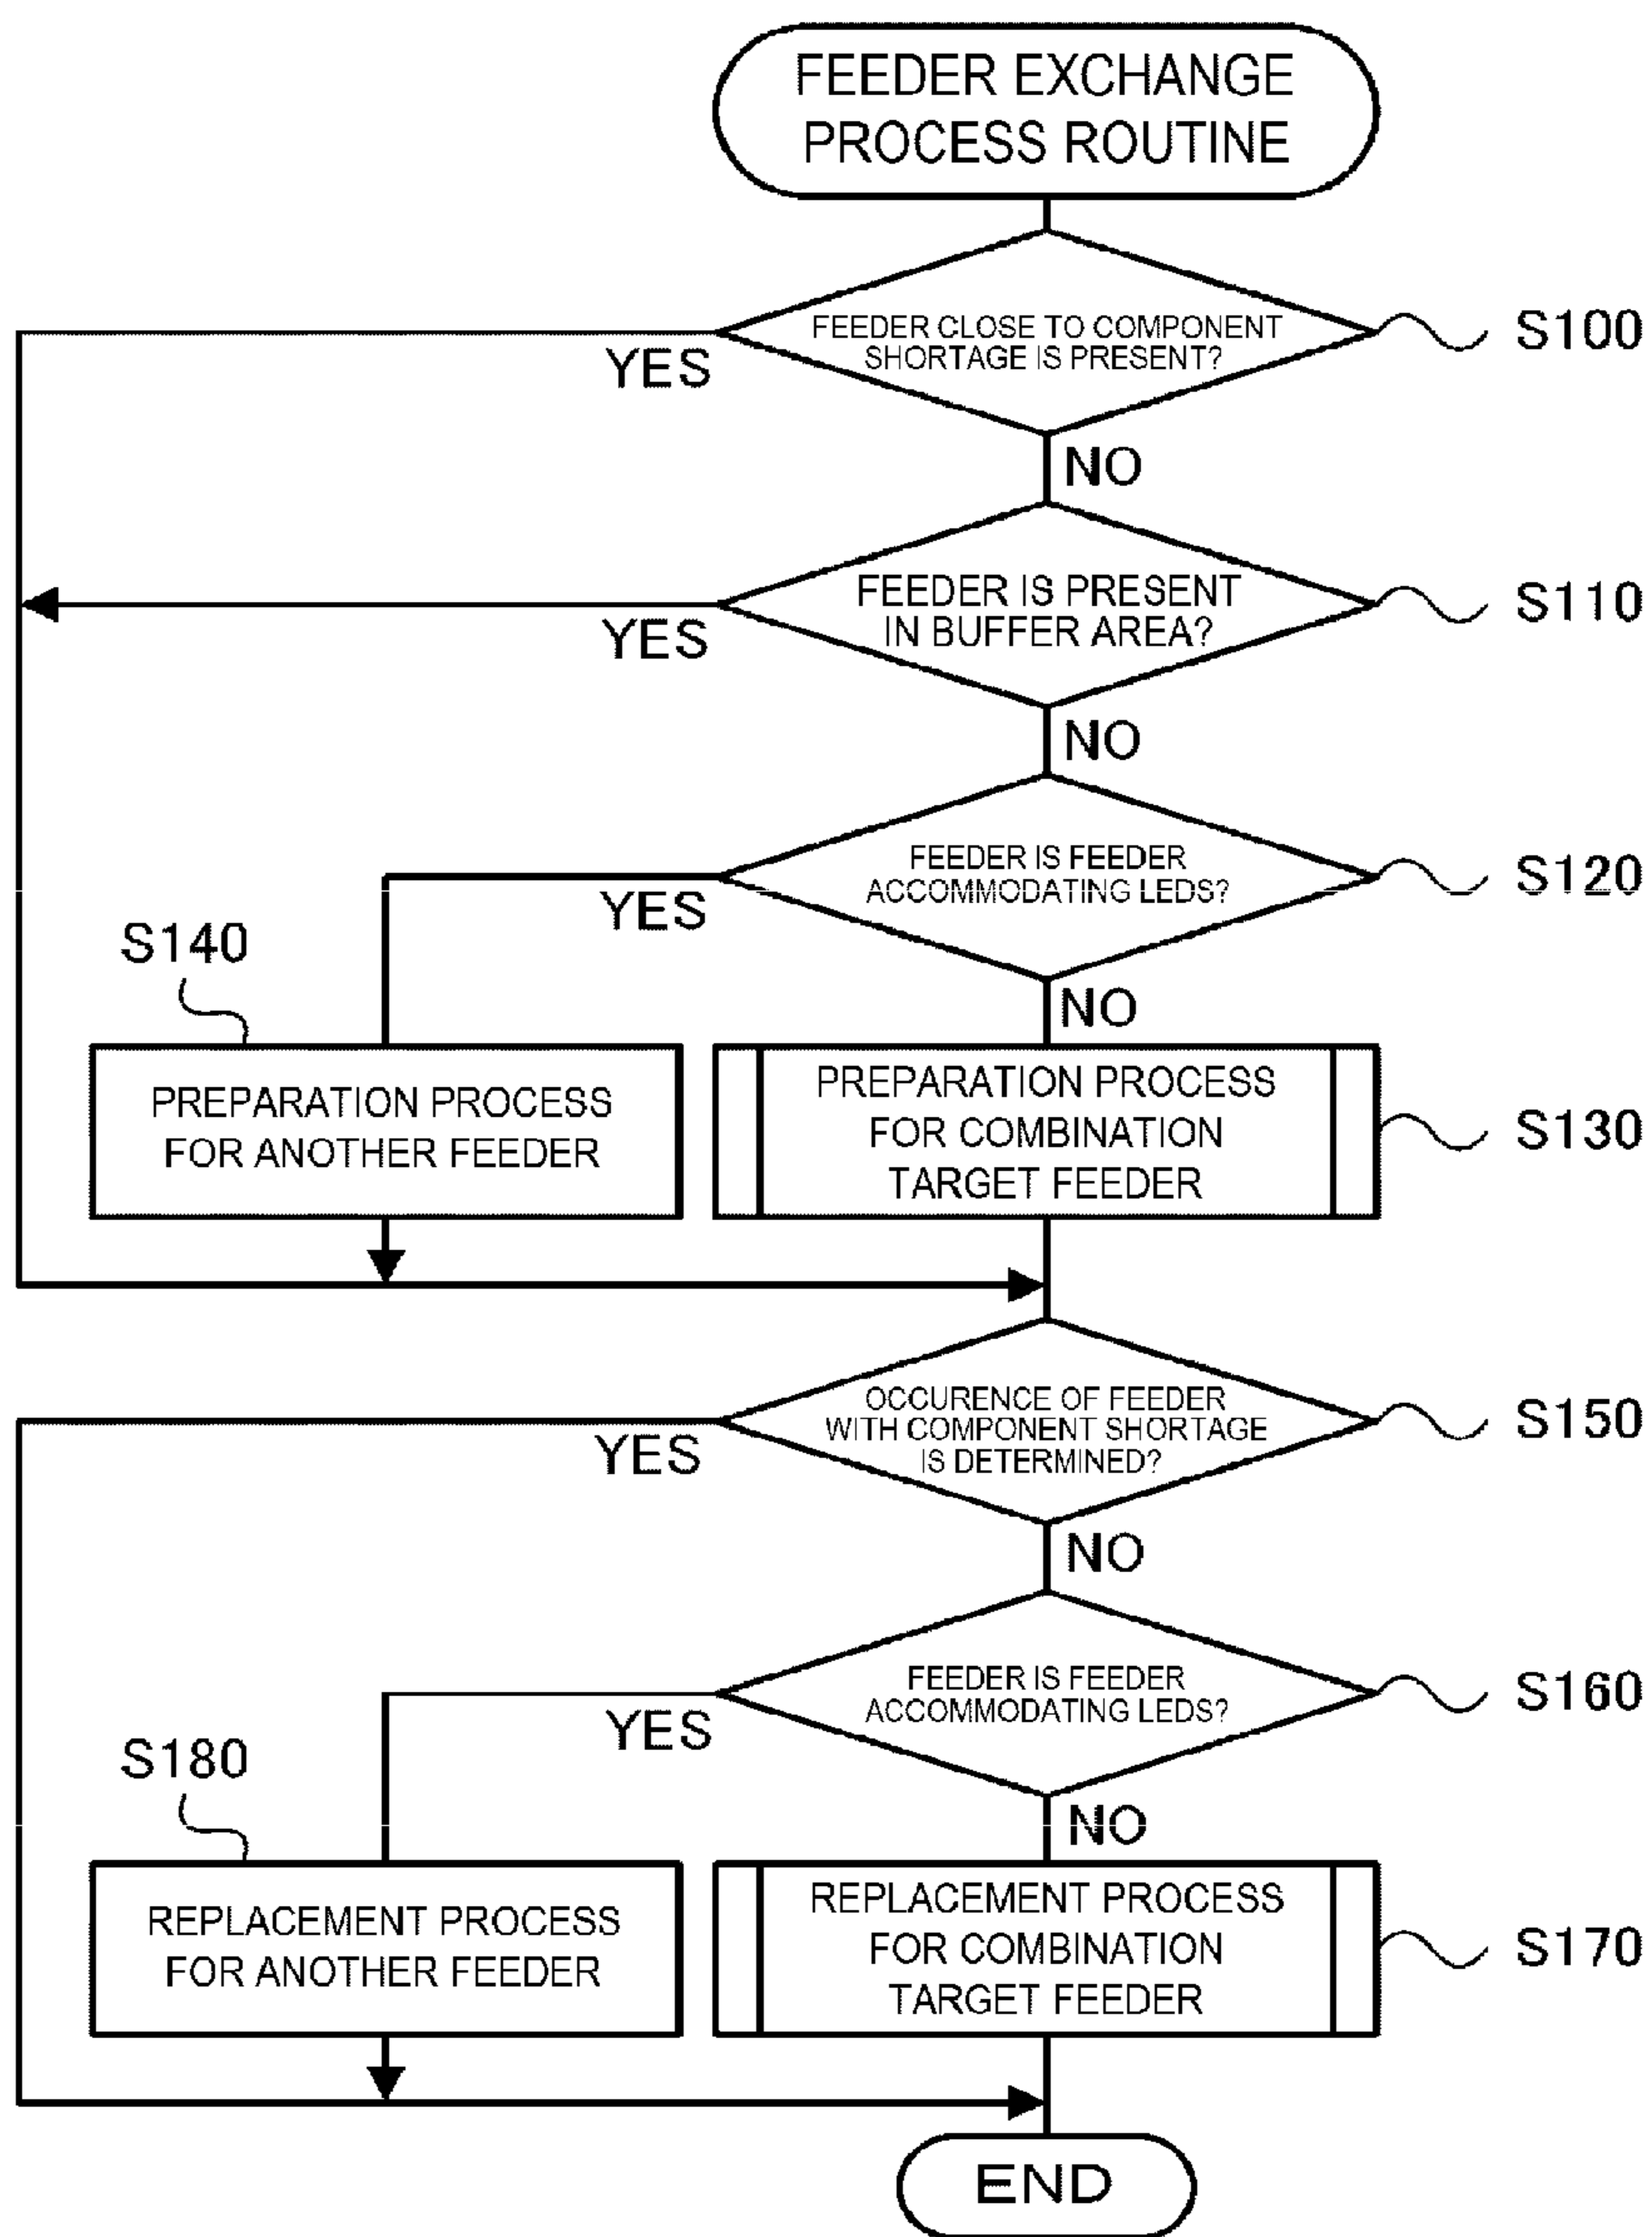 FEEDER EXCHANGE
PROCESS ROUTINE
FEEDER CLOSE TO COMPONENT
SHORTAGE IS PRESENT?
S100
YES
NO
FEEDER IS PRESENT
IN BUFFER AREA?
S110
YES
NO
FEEDER IS FEEDER
ACCOMMODATING LEDS?
S120
YES
NO
S140
PREPARATION PROCESS
FOR ANOTHER FEEDER
PREPARATION PROCESS
FOR COMBINATION
TARGET FEEDER
S130
OCCURENCE OF FEEDER
WITH COMPONENT SHORTAGE
IS DETERMINED?
S150
YES
NO
FEEDER IS FEEDER
ACCOMMODATING LEDS?
S160
YES
NO
S180
REPLACEMENT PROCESS
FOR ANOTHER FEEDER
REPLACEMENT PROCESS
FOR COMBINATION
TARGET FEEDER
S170
END